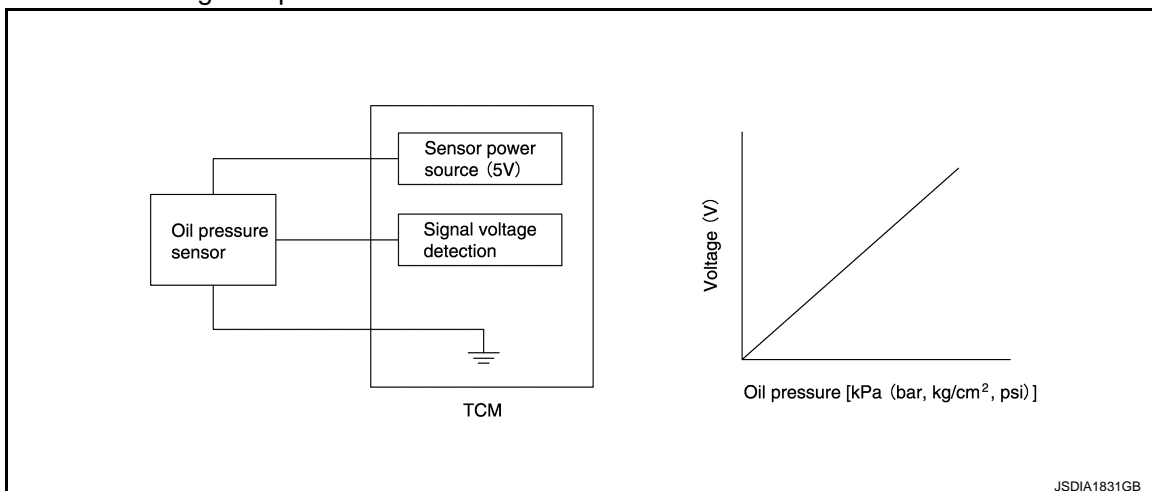 Sensor power
source (5V)
Oil pressure
sensor
Signal voltage
detection
TCM
Voltage (V)
Oil pressure [kPa (bar, kg/cm², psi)]
JSDIA1831GB